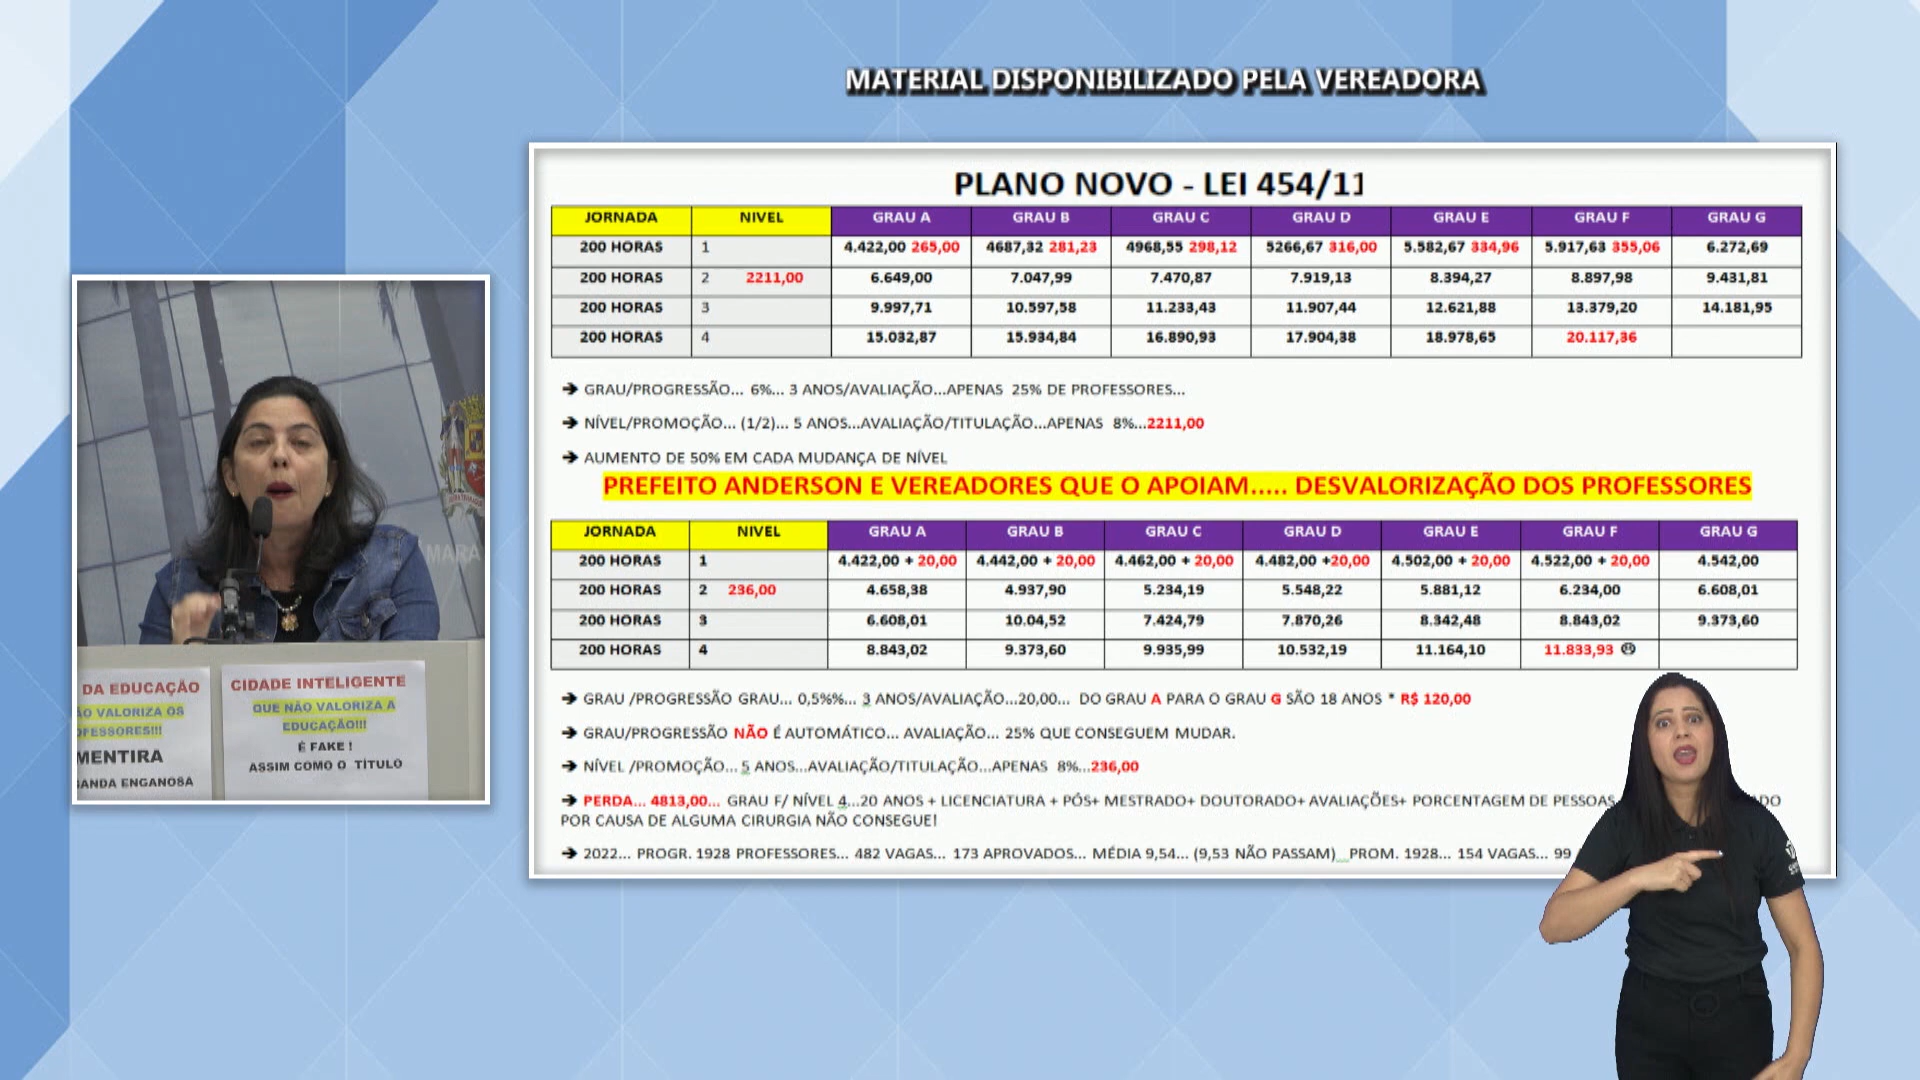 MATERIAL DISPONIBILIZADO PELA VEREADORA
PLANO NOVO - LEI 454/11
JORNADA NIVEL GRAU A GRAU B GRAU C GRAU D GRAU E GRAU F GRAU G
200 HORAS 1 4.422,00 265,00 4687,32 281,23 4968,55 298,12 5266,67 316,00 5.582,67 334,96 5.917,63 355,06 6.272,69
200 HORAS 2 2211,00 6.649,00 7.047,99 7.470,87 7.919,13 8.394,27 8.897,98 9.431,81
200 HORAS 3 9.997,71 10.597,58 11.233,43 11.907,44 12.621,88 13.379,20 14.181,95
200 HORAS 4 15.032,87 15.934,84 16.890,93 17.904,38 18.978,65 20.117,36
➔ GRAU/PROGRESSÃO... 6%... 3 ANOS/AVALIAÇÃO...APENAS 25% DE PROFESSORES...
➔ NÍVEL/PROMOÇÃO... (1/2)... 5 ANOS...AVALIAÇÃO/TITULAÇÃO...APENAS 8%...2211,00
➔ AUMENTO DE 50% EM CADA MUDANÇA DE NÍVEL
PREFEITO ANDERSON E VEREADORES QUE O APOIAM..... DESVALORIZAÇÃO DOS PROFESSORES
JORNADA NIVEL GRAU A GRAU B GRAU C GRAU D GRAU E GRAU F GRAU G
200 HORAS 1 4.422,00 + 20,00 4.442,00 + 20,00 4.462,00 + 20,00 4.482,00 +20,00 4.502,00 + 20,00 4.522,00 + 20,00 4.542,00
200 HORAS 2 236,00 4.658,38 4.937,90 5.234,19 5.548,22 5.881,12 6.234,00 6.608,01
200 HORAS 3 6.608,01 10.04,52 7.424,79 7.870,26 8.342,48 8.843,02 9.373,60
200 HORAS 4 8.843,02 9.373,60 9.935,99 10.532,19 11.164,10 11.833,93
➔ GRAU /PROGRESSÃO GRAU... 0,5%%... 3 ANOS/AVALIAÇÃO...20,00... DO GRAU A PARA O GRAU G SÃO 18 ANOS * R$ 120,00
➔ GRAU/PROGRESSÃO NÃO É AUTOMÁTICO... AVALIAÇÃO... 25% QUE CONSEGUEM MUDAR.
➔ NÍVEL /PROMOÇÃO... 5 ANOS...AVALIAÇÃO/TITULAÇÃO...APENAS 8%...236,00
➔ PERDA... 4813,00... GRAU F/ NÍVEL 4...20 ANOS + LICENCIATURA + PÓS+ MESTRADO+ DOUTORADO+ AVALIAÇÕES+ PORCENTAGEM DE PESSOAS
POR CAUSA DE ALGUMA CIRURGIA NÃO CONSEGUE!
➔ 2022... PROGR. 1928 PROFESSORES... 482 VAGAS... 173 APROVADOS... MÉDIA 9,54... (9,53 NÃO PASSAM) PROM. 1928... 154 VAGAS... 99
DA EDUCAÇÃO
VALORIZA OS
MENTIRA
ENGANOSA
CIDADE INTELIGENTE
QUE NÃO VALORIZA A
EDUCAÇÃO!!!
É FAKE !
ASSIM COMO O TÍTULO